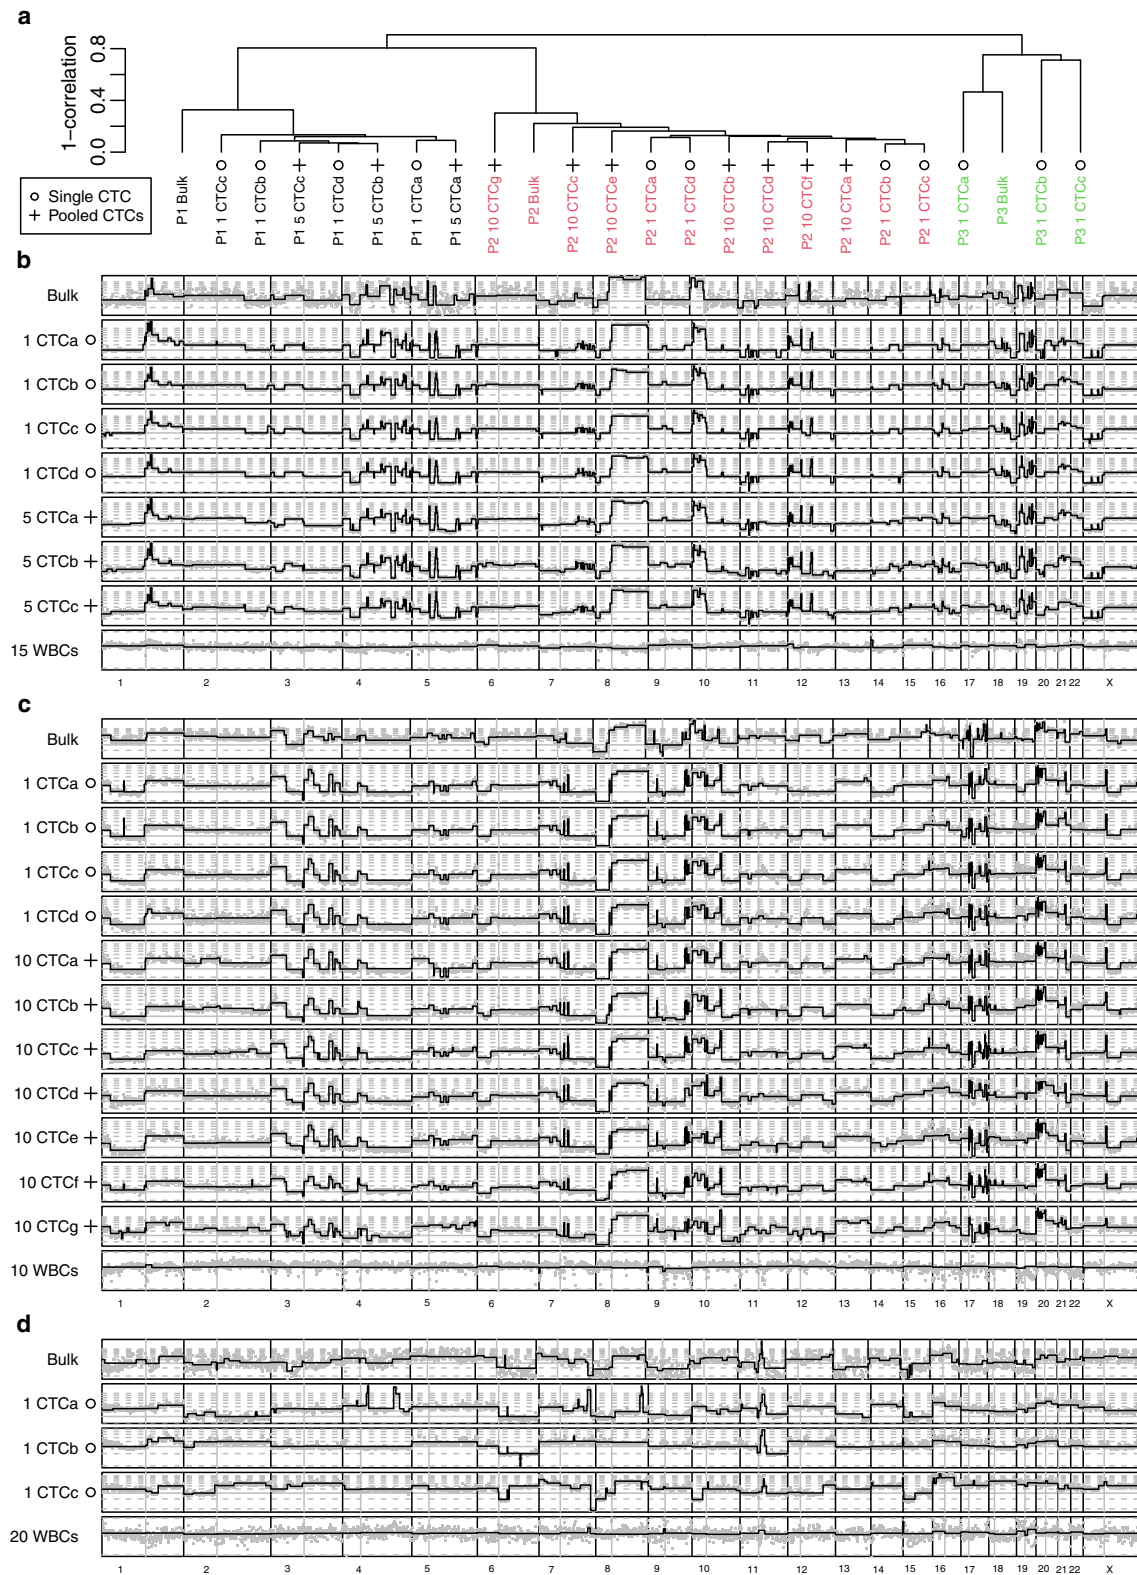 a
1−correlation
0.8
0.4
0.0
Single CTC
Pooled CTCs
P1 Bulk
P1 1 CTCc
P1 1 CTCb
P1 5 CTCc
P1 1 CTCd
P1 5 CTCb
P1 1 CTCa
P1 5 CTCa
P2 10 CTCg
P2 Bulk
P2 10 CTCc
P2 10 CTCe
P2 1 CTCa
P2 1 CTCd
P2 10 CTCb
P2 10 CTCd
P2 10 CTCf
P2 10 CTCa
P2 1 CTCb
P2 1 CTCc
P3 1 CTCa
P3 Bulk
P3 1 CTCb
P3 1 CTCc
b
Bulk
1 CTCa
1 CTCb
1 CTCc
1 CTCd
5 CTCa
5 CTCb
5 CTCc
15 WBCs
1 2 3 4 5 6 7 8 9 10 11 12 13 14 15 16 17 18 19 20 21 22 X
c
Bulk
1 CTCa
1 CTCb
1 CTCc
1 CTCd
10 CTCa
10 CTCb
10 CTCc
10 CTCd
10 CTCe
10 CTCf
10 CTCg
10 WBCs
1 2 3 4 5 6 7 8 9 10 11 12 13 14 15 16 17 18 19 20 21 22 X
d
Bulk
1 CTCa
1 CTCb
1 CTCc
20 WBCs
1 2 3 4 5 6 7 8 9 10 11 12 13 14 15 16 17 18 19 20 21 22 X